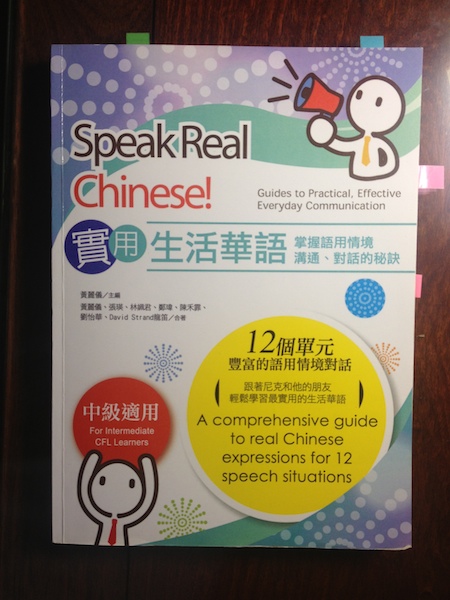 Speak Real
Chinese!
Guides to Practical, Effective
Everyday Communication
實用
生活華語
掌握語用情境
溝通、對話的秘訣
黃麗儀/主編
黃麗儀、張瑛、林綺君、鄭瑋、陳禾霏、
劉怡華、David Strand龍笛/合著
12個單元
豐富的語用情境對話
跟著尼克和他的朋友
輕鬆學習最實用的生活華語
A comprehensive guide
to real Chinese
expressions for 12
speech situations
中級適用
For Intermediate
CFL Learners